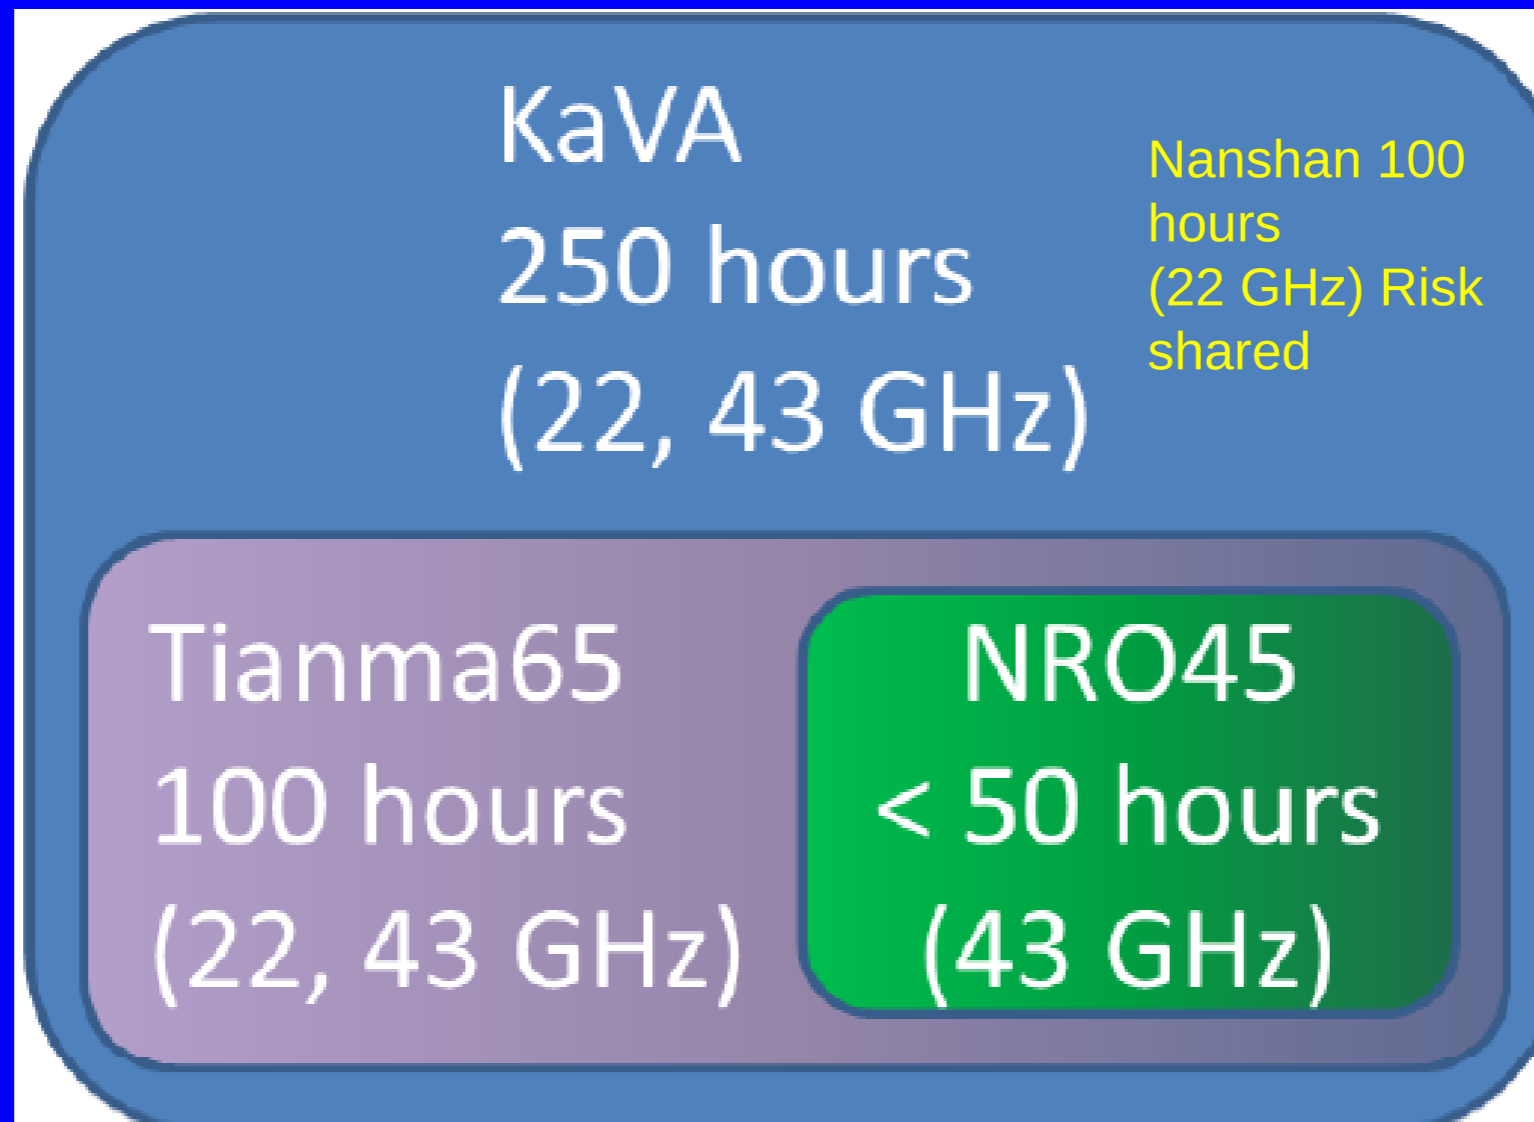 KaVA
250 hours
(22, 43 GHz)
Nanshan 100
hours
(22 GHz) Risk
shared
Tianma65
100 hours
(22, 43 GHz)
NRO45
< 50 hours
(43 GHz)